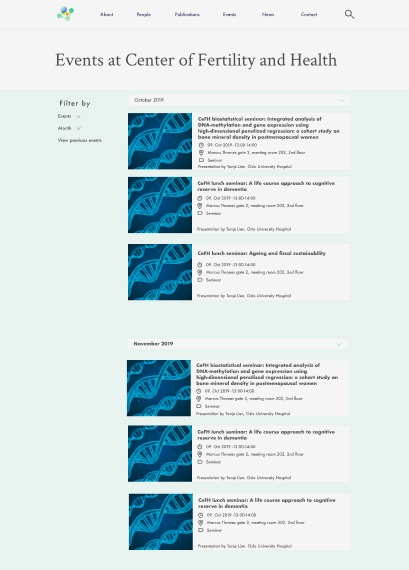 About People Publications Events News Contact
Events at Center of Fertility and Health
Filter by
Events
Month
View previous events
October 2019
CeFH biostatistical seminar: Integrated analysis of
DNA-methylation and gene expression using
high-dimensional penalized regression: a cohort study on
bone mineral density in postmenopausal women
09. Oct 2019 -13:00-14:00
Marcus Thranes gate 2, meeting room 202, 2nd floor
Seminar
Presentation by Tonje Lien, Oslo University Hospital
CeFH lunch seminar: A life course approach to cognitive
reserve in dementia
09. Oct 2019 -13:00-14:00
Marcus Thranes gate 2, meeting room 202, 2nd floor
Seminar
Presentation by Tonje Lien, Oslo University Hospital
CeFH lunch seminar: Ageing and fiscal sustainability
09. Oct 2019 -13:00-14:00
Marcus Thranes gate 2, meeting room 202, 2nd floor
Seminar
Presentation by Tonje Lien, Oslo University Hospital
November 2019
CeFH biostatistical seminar: Integrated analysis of
DNA-methylation and gene expression using
high-dimensional penalized regression: a cohort study on
bone mineral density in postmenopausal women
09. Oct 2019 -13:00-14:00
Marcus Thranes gate 2, meeting room 202, 2nd floor
Seminar
Presentation by Tonje Lien, Oslo University Hospital
CeFH lunch seminar: A life course approach to cognitive
reserve in dementia
09. Oct 2019 -13:00-14:00
Marcus Thranes gate 2, meeting room 202, 2nd floor
Seminar
Presentation by Tonje Lien, Oslo University Hospital
CeFH lunch seminar: A life course approach to cognitive
reserve in dementia
09. Oct 2019 -13:00-14:00
Marcus Thranes gate 2, meeting room 202, 2nd floor
Seminar
Presentation by Tonje Lien, Oslo University Hospital